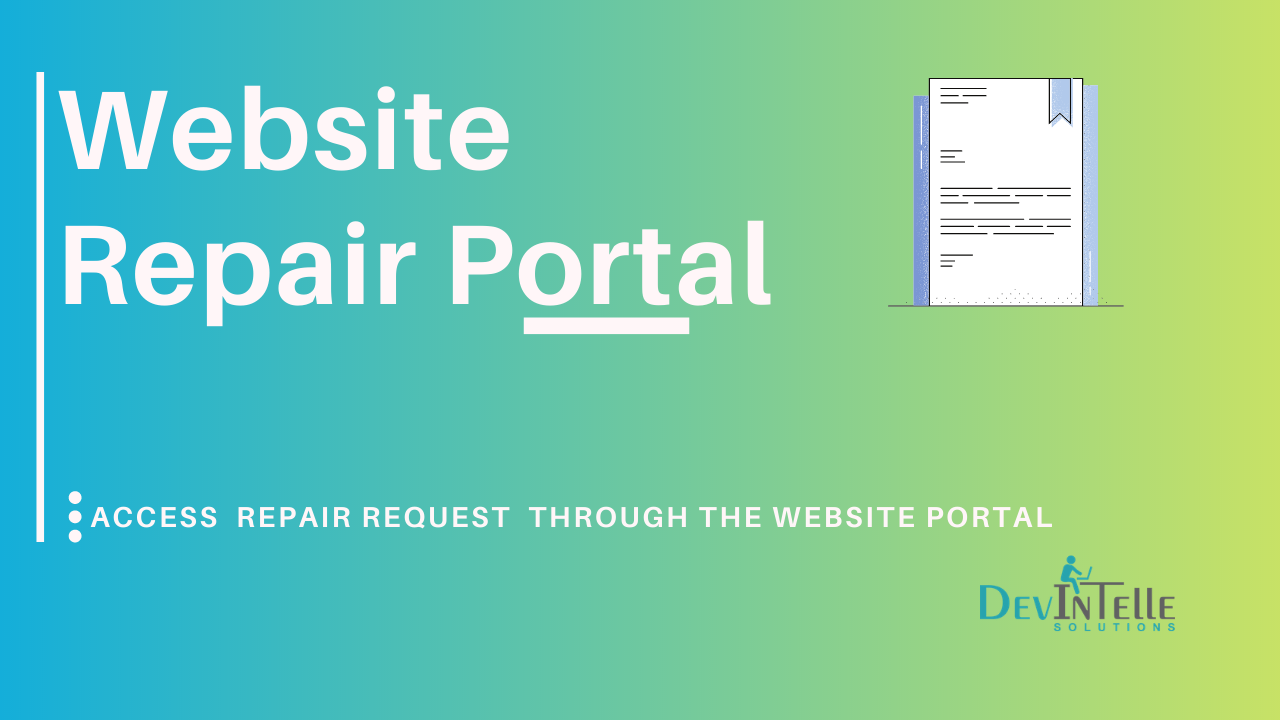 Website
Repair Portal
ACCESS REPAIR REQUEST THROUGH THE WEBSITE PORTAL
DEVINTELLE
SOLUTIONS